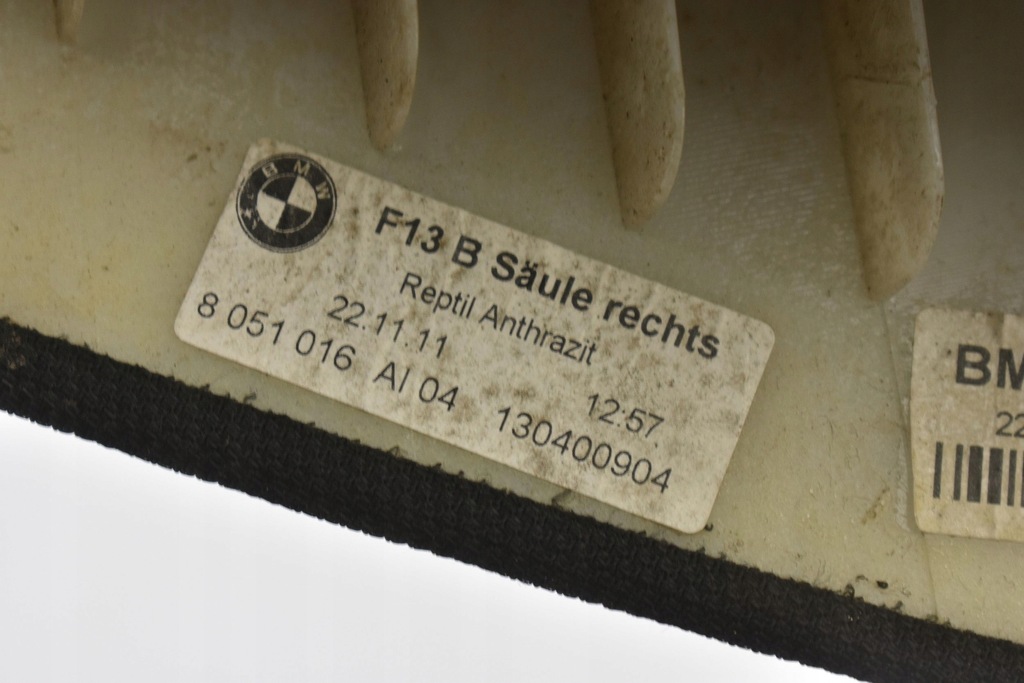 BMW
F13 B Säule rechts
Reptil Anthrazit
22.11.11 12:57
8 051 016 AI 04 130400904
BM
22